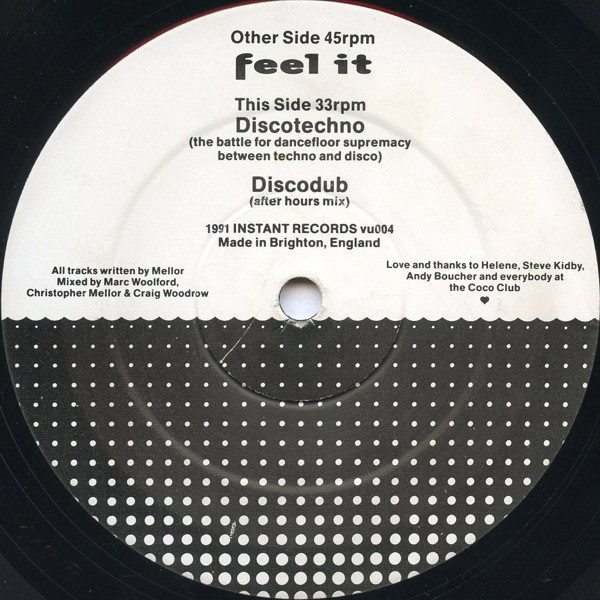 Other Side 45rpm
feel it
This Side 33rpm
Discotechno
(the battle for dancefloor supremacy
between techno and disco)
Discodub
(after hours mix)
1991 INSTANT RECORDS vu004
Made in Brighton, England
All tracks written by Mellor
Mixed by Marc Woolford,
Christopher Mellor & Craig Woodrow
Love and thanks to Helene, Steve Kidby,
Andy Boucher and everybody at
the Coco Club
♥